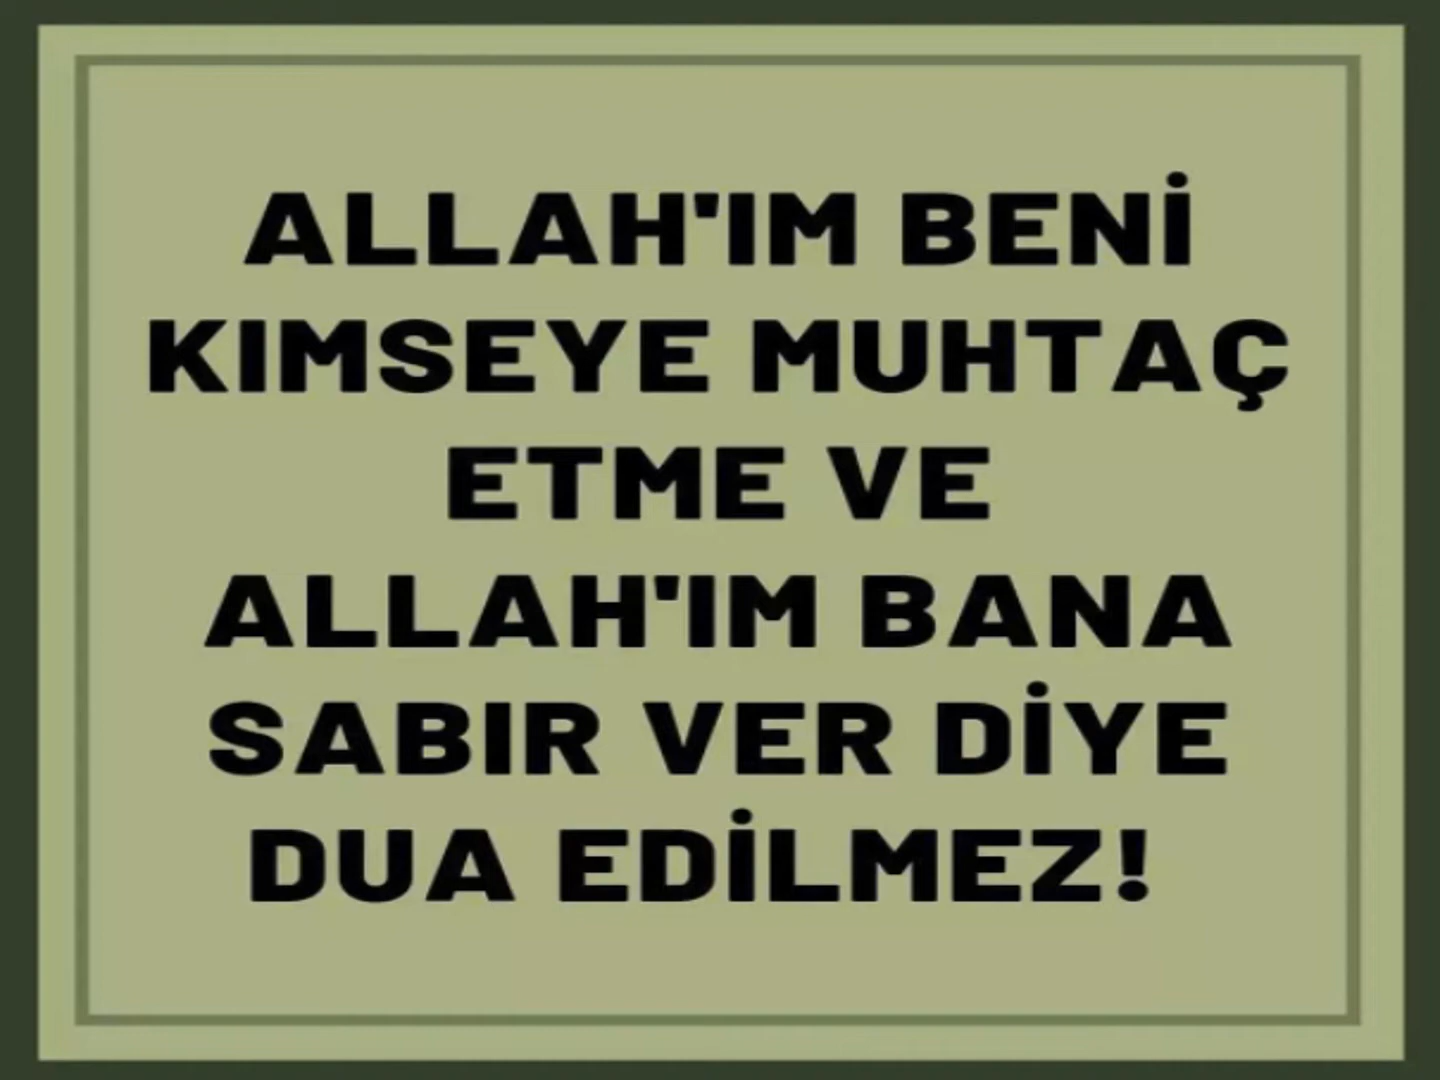 ALLAH'IM BENİ
KIMSEYE MUHTAÇ
ETME VE
ALLAH'IM BANA
SABIR VER DİYE
DUA EDİLMEZ!